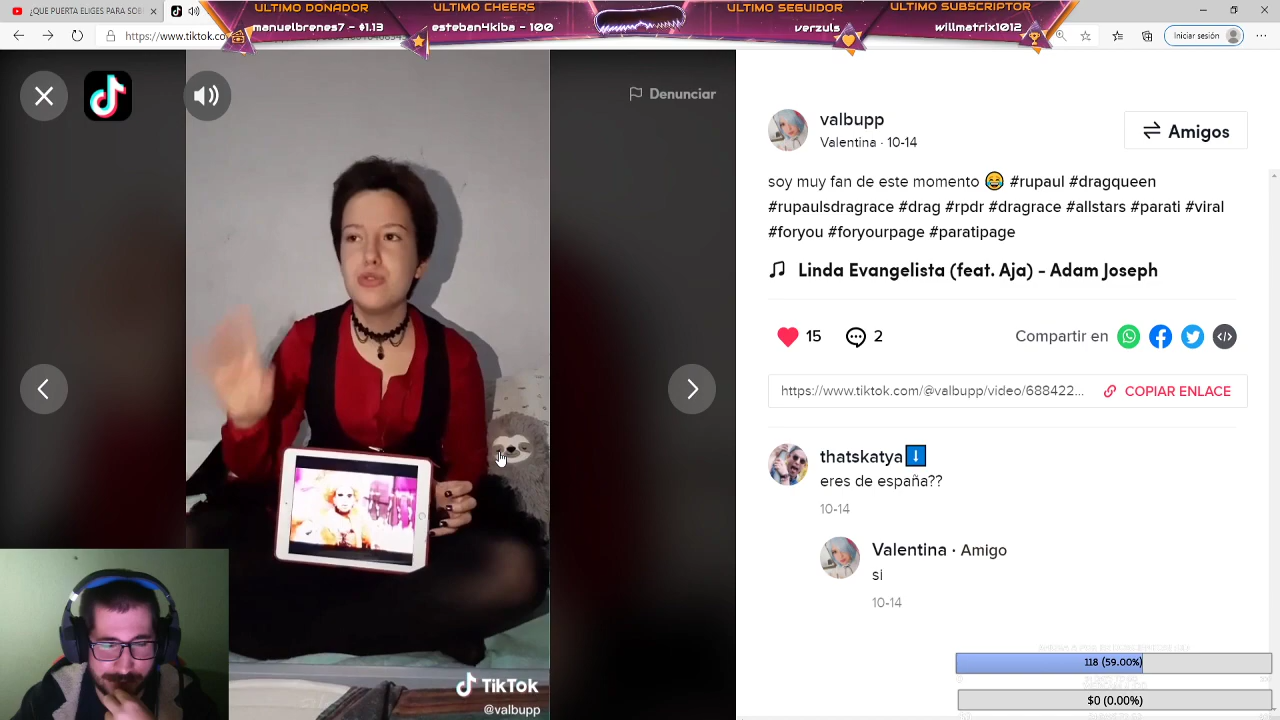 ¿QUE PUERTA ELIGES PARA SOB
ULTIMO DONADOR
manuelbrenes7 - $1.13
ULTIMO CHEERS
esteban4kiba - 100
ULTIMO SEGUIDOR
verzuls
ULTIMO SUBSCRIPTOR
willmatrix1012
https://www.tiktok.co
Iniciar sesión
Denunciar
valbupp
Valentina · 10-14
Amigos
soy muy fan de este momento 😂 #rupaul #dragqueen
#rupaulsdragrace #drag #rpdr #dragrace #allstars #parati #viral
#foryou #foryourpage #paratipage
Linda Evangelista (feat. Aja) - Adam Joseph
15
2
Compartir en
https://www.tiktok.com/@valbupp/video/688422...
COPIAR ENLACE
thatskatya⬇️
eres de españa??
10-14
Valentina · Amigo
si
10-14
TikTok
@valbupp
118 (59.00%)
$0 (0.00%)